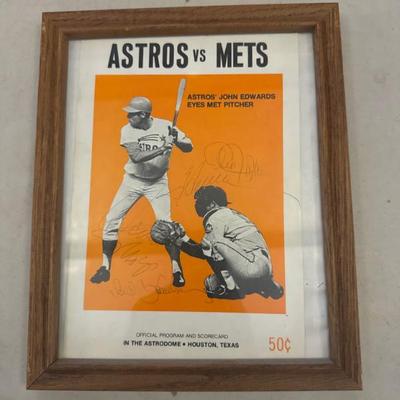 ASTROS VS METS
ASTROS' JOHN EDWARDS
EYES MET PITCHER
ASTRO
OFFICIAL PROGRAM AND SCORECARD
IN THE ASTRODOME • HOUSTON, TEXAS
50¢